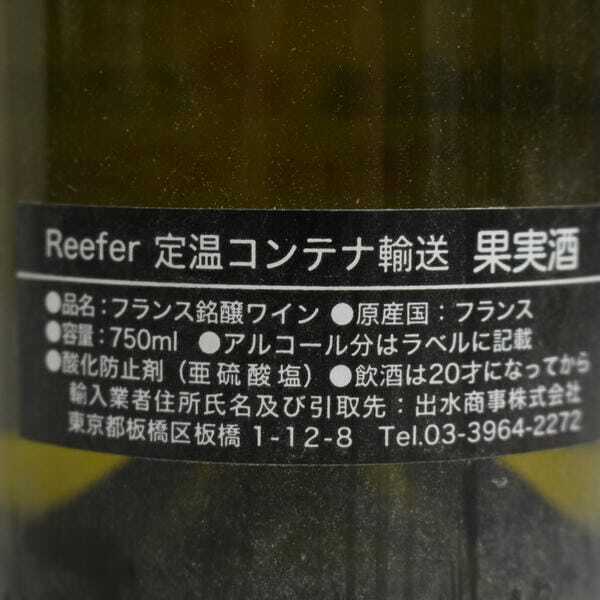 Reefer 定温コンテナ輸送 果実酒
●品名：フランス銘醸ワイン ●原産国：フランス
●容量：750ml ●アルコール分はラベルに記載
●酸化防止剤（亜硫酸塩）●飲酒は20才になってから
輸入業者住所氏名及び引取先：出水商事株式会社
東京都板橋区板橋 1-12-8 Tel.03-3964-2272